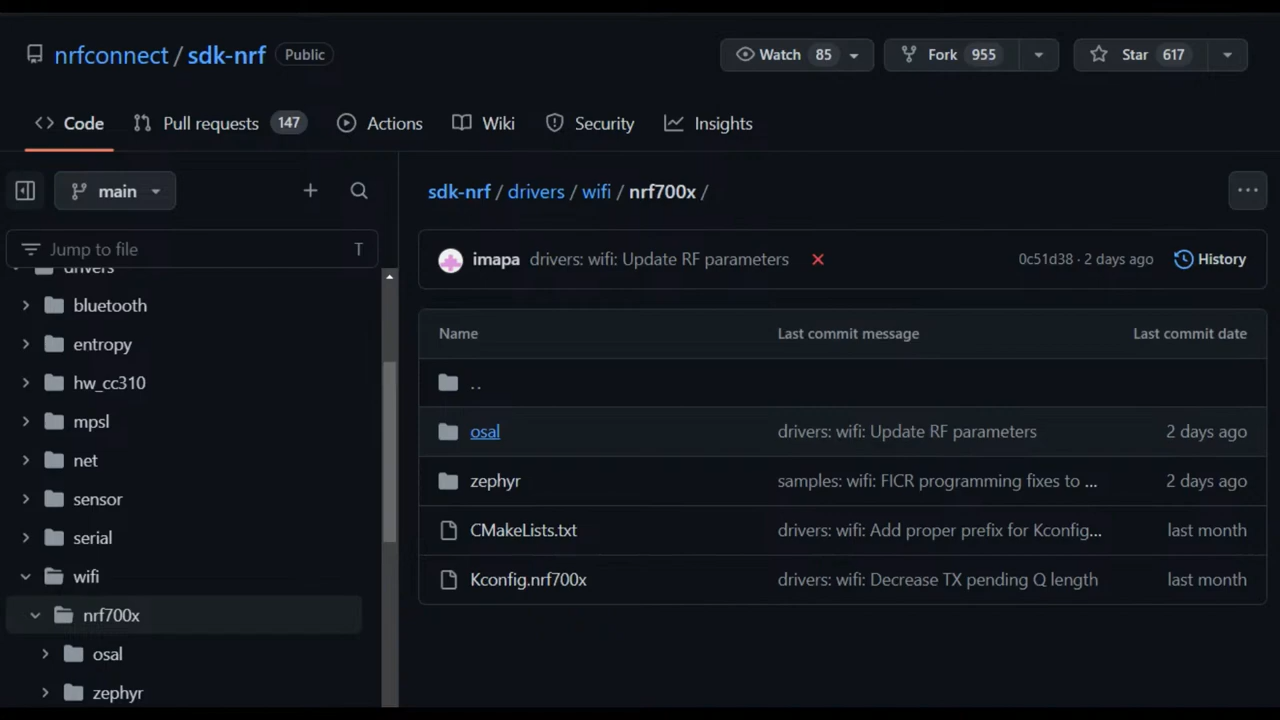 nrfconnect / sdk-nrf Public Watch 85 Fork 955 Star 617
Code Pull requests 147 Actions Wiki Security Insights
main
Jump to file T
drivers
bluetooth
entropy
hw_cc310
mpsl
net
sensor
serial
wifi
nrf700x
osal
zephyr
sdk-nrf / drivers / wifi / nrf700x /
imapa drivers: wifi: Update RF parameters 0c51d38 · 2 days ago History
Name Last commit message Last commit date
..
osal drivers: wifi: Update RF parameters 2 days ago
zephyr samples: wifi: FICR programming fixes to ... 2 days ago
CMakeLists.txt drivers: wifi: Add proper prefix for Kconfig... last month
Kconfig.nrf700x drivers: wifi: Decrease TX pending Q length last month